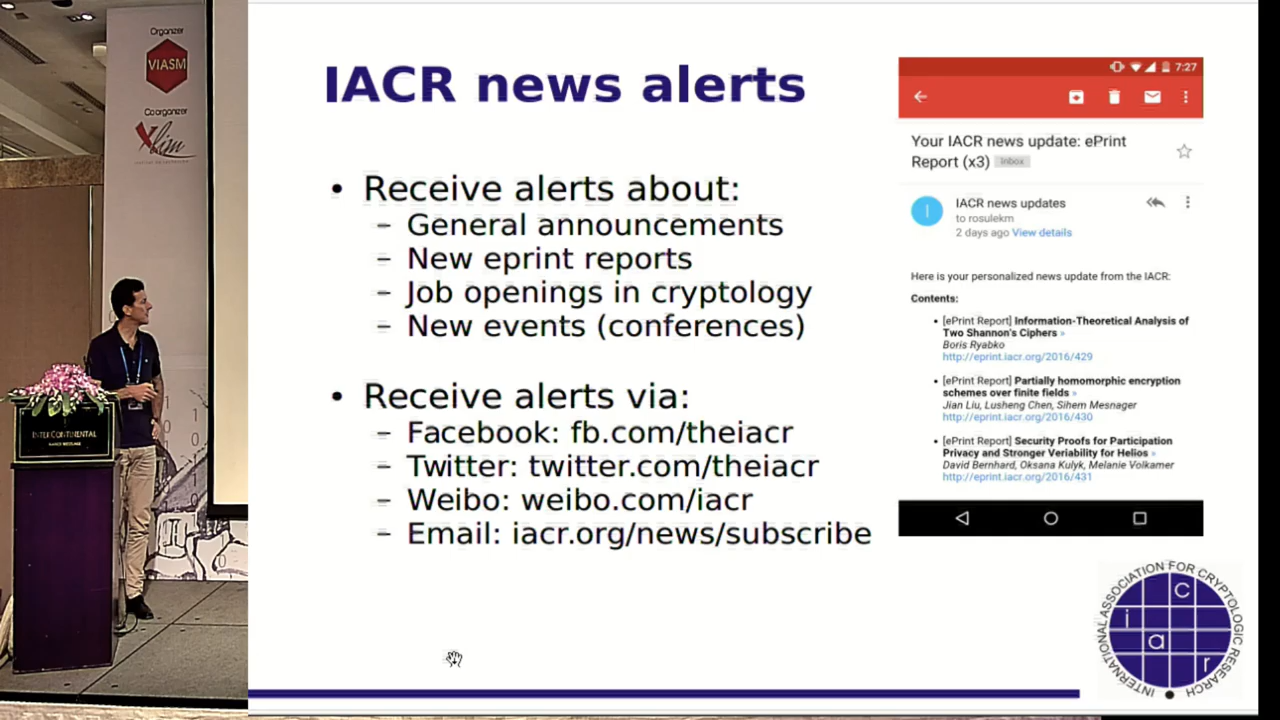 Organizer
VIASM
Coorganizer
Xlim
INTERCONTINENTAL
IACR news alerts
• Receive alerts about:
– General announcements
– New eprint reports
– Job openings in cryptology
– New events (conferences)
• Receive alerts via:
– Facebook: fb.com/theiacr
– Twitter: twitter.com/theiacr
– Weibo: weibo.com/iacr
– Email: iacr.org/news/subscribe
7:27
Your IACR news update: ePrint
Report (x3) Inbox
I
IACR news updates
to rosulekm
2 days ago View details
Here is your personalized news update from the IACR:
Contents:
• [ePrint Report] Information-Theoretical Analysis of
Two Shannon's Ciphers »
Boris Ryabko
http://eprint.iacr.org/2016/429
• [ePrint Report] Partially homomorphic encryption
schemes over finite fields »
Jian Liu, Lusheng Chen, Sihem Mesnager
http://eprint.iacr.org/2016/430
• [ePrint Report] Security Proofs for Participation
Privacy and Stronger Veriability for Helios »
David Bernhard, Oksana Kulyk, Melanie Volkamer
http://eprint.iacr.org/2016/431
INTERNATIONAL ASSOCIATION FOR CRYPTOLOGIC RESEARCH
i a c r